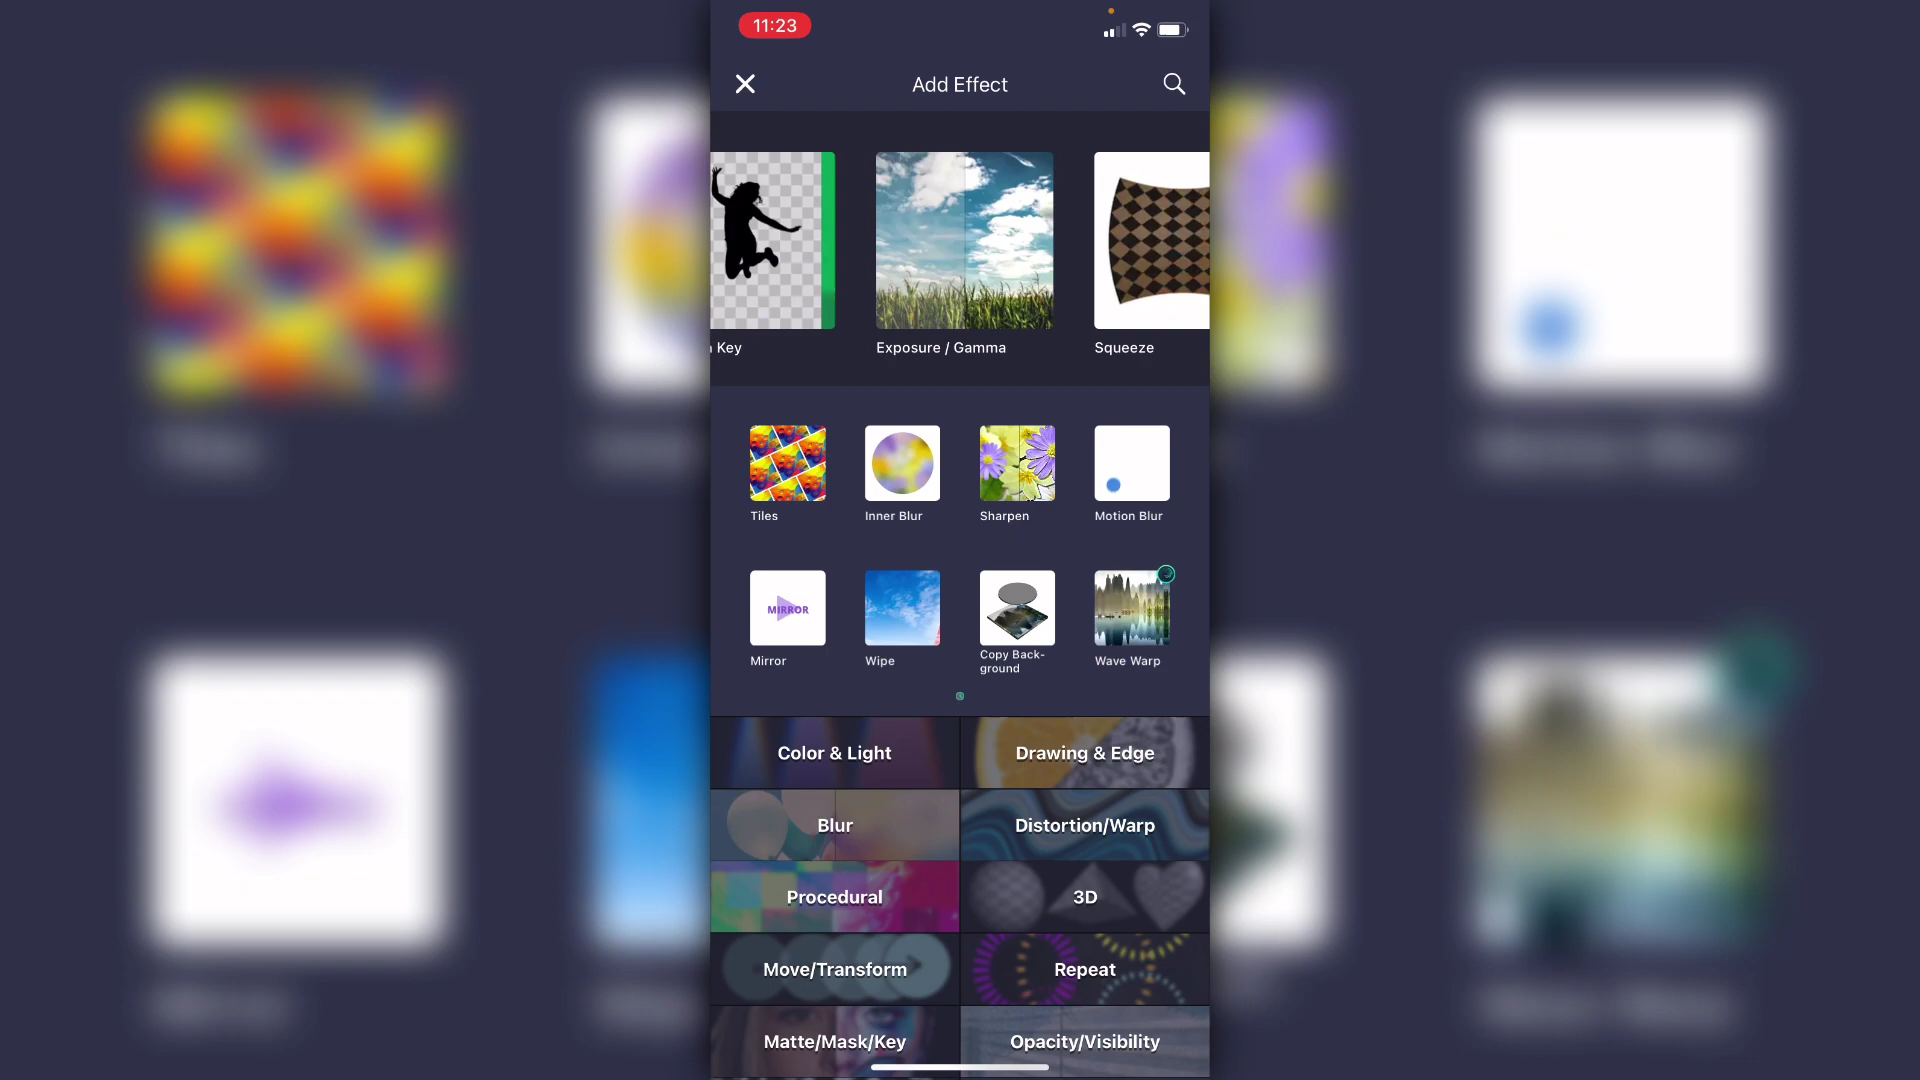 11:23
Add Effect
Key
Exposure / Gamma
Squeeze
Tiles
Inner Blur
Sharpen
Motion Blur
MIRROR
Mirror
Wipe
Copy Back-
ground
Wave Warp
Color & Light
Drawing & Edge
Blur
Distortion/Warp
Procedural
3D
Move/Transform
Repeat
Matte/Mask/Key
Opacity/Visibility